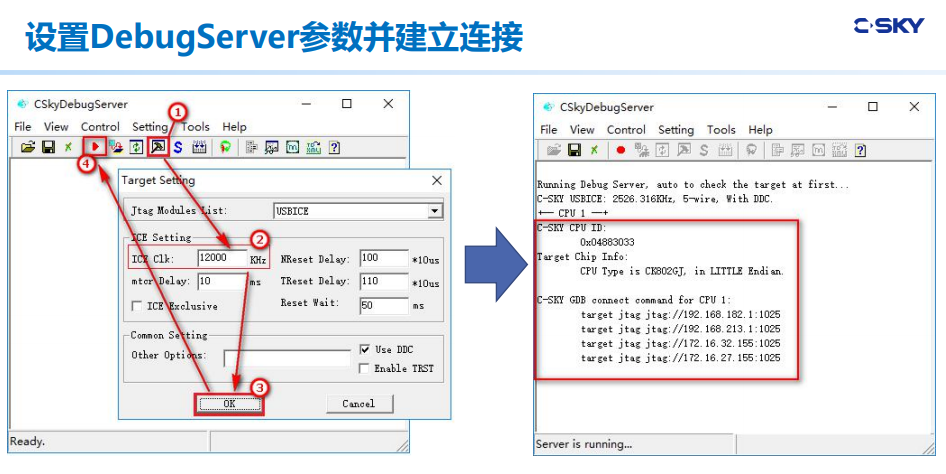 设置DebugServer参数并建立连接
C-SKY
CSkyDebugServer
File View Control Setting Tools Help
1
4
Target Setting
Jtag Modules List: USBICE
ICE Setting
2
ICE Clk: 12000 KHz NReset Delay: 100 *10us
mtcr Delay: 10 ms TReset Delay: 110 *10us
ICE Exclusive Reset Wait: 50 ms
Common Setting
Other Options: Use DDC
Enable TRST
3
OK Cancel
Ready.
CSkyDebugServer
File View Control Setting Tools Help
Running Debug Server, auto to check the target at first...
C-SKY USBICE: 2526.316KHz, 5-wire, With DDC.
+-- CPU 1 --+
C-SKY CPU ID:
0x04883033
Target Chip Info:
CPU Type is CK802GJ, in LITTLE Endian.
C-SKY GDB connect command for CPU 1:
target jtag jtag://192.168.182.1:1025
target jtag jtag://192.168.213.1:1025
target jtag jtag://172.16.32.155:1025
target jtag jtag://172.16.27.155:1025
Server is running...